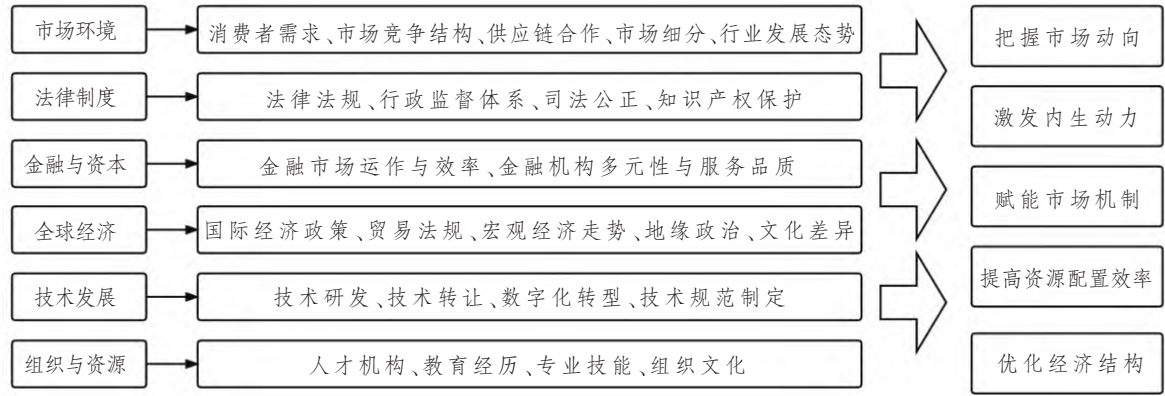 市场环境
消费者需求、市场竞争结构、供应链合作、市场细分、行业发展态势
法律制度
法律法规、行政监督体系、司法公正、知识产权保护
金融与资本
金融市场运作与效率、金融机构多元性与服务品质
全球经济
国际经济政策、贸易法规、宏观经济走势、地缘政治、文化差异
技术发展
技术研发、技术转让、数字化转型、技术规范制定
组织与资源
人才机构、教育经历、专业技能、组织文化
把握市场动向
激发内生动力
赋能市场机制
提高资源配置效率
优化经济结构